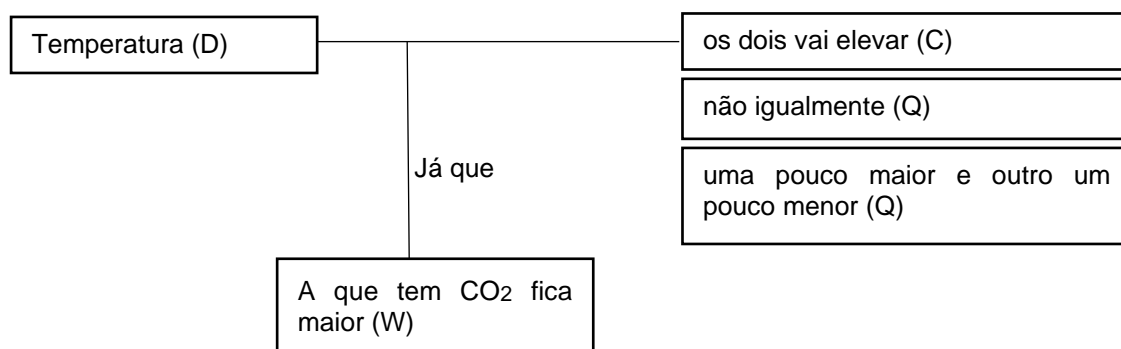 Temperatura (D)
os dois vai elevar (C)
não igualmente (Q)
uma pouco maior e outro um
pouco menor (Q)
Já que
A que tem CO2 fica
maior (W)